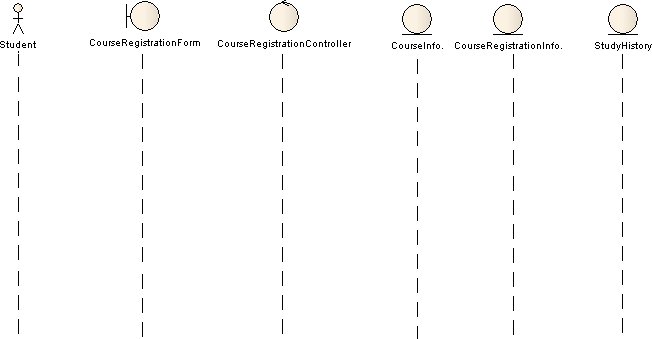 Student
CourseRegistrationForm
CourseRegistrationController
CourseInfo.
CourseRegistrationInfo.
StudyHistory